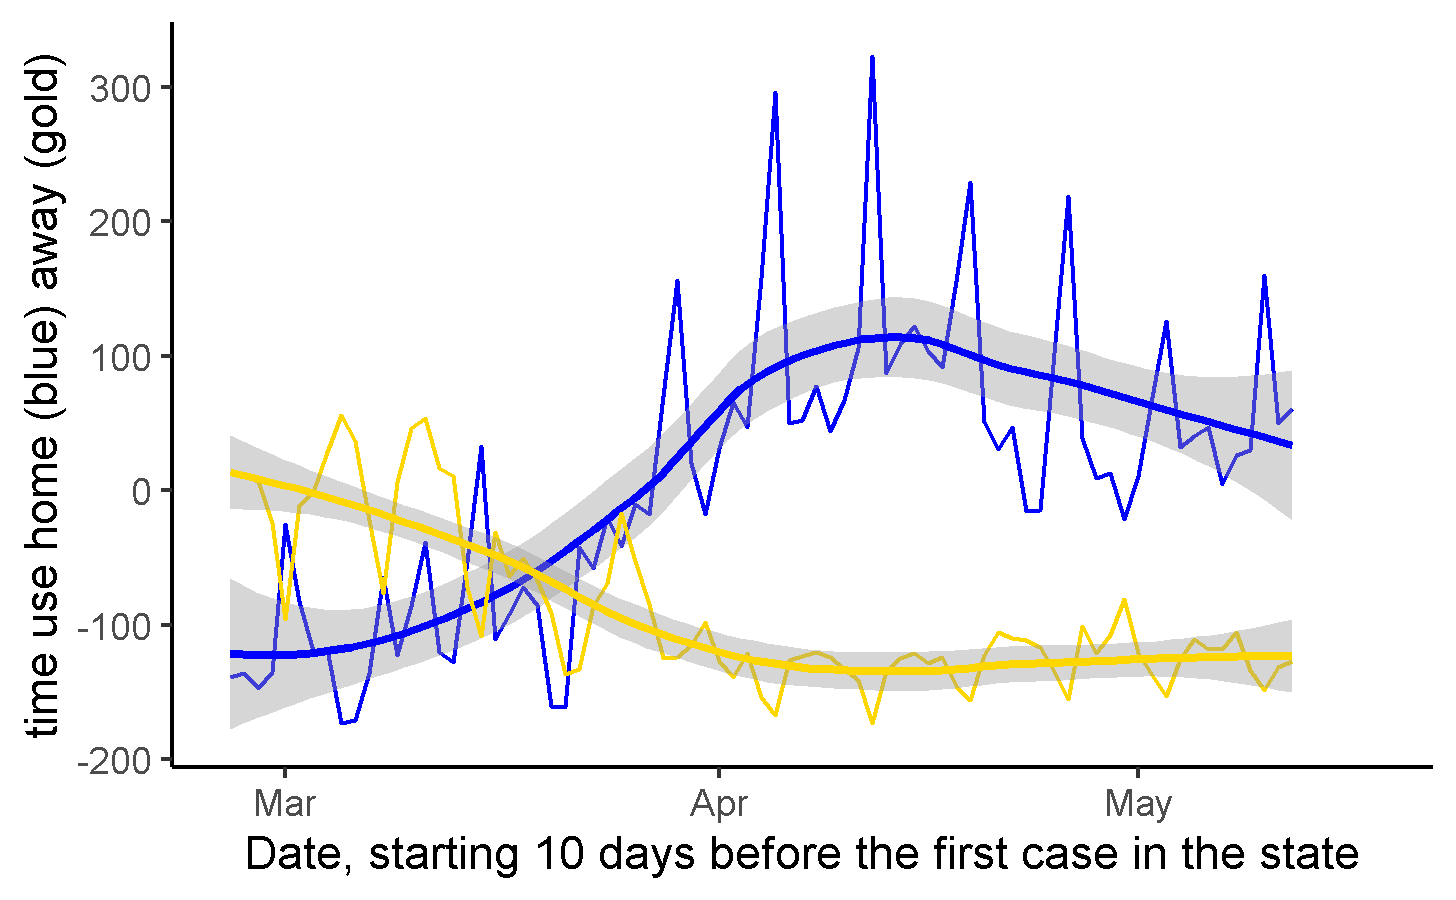 time use home (blue) away (gold)
300
200
100
0
-100
-200
Mar Apr May
Date, starting 10 days before the first case in the state